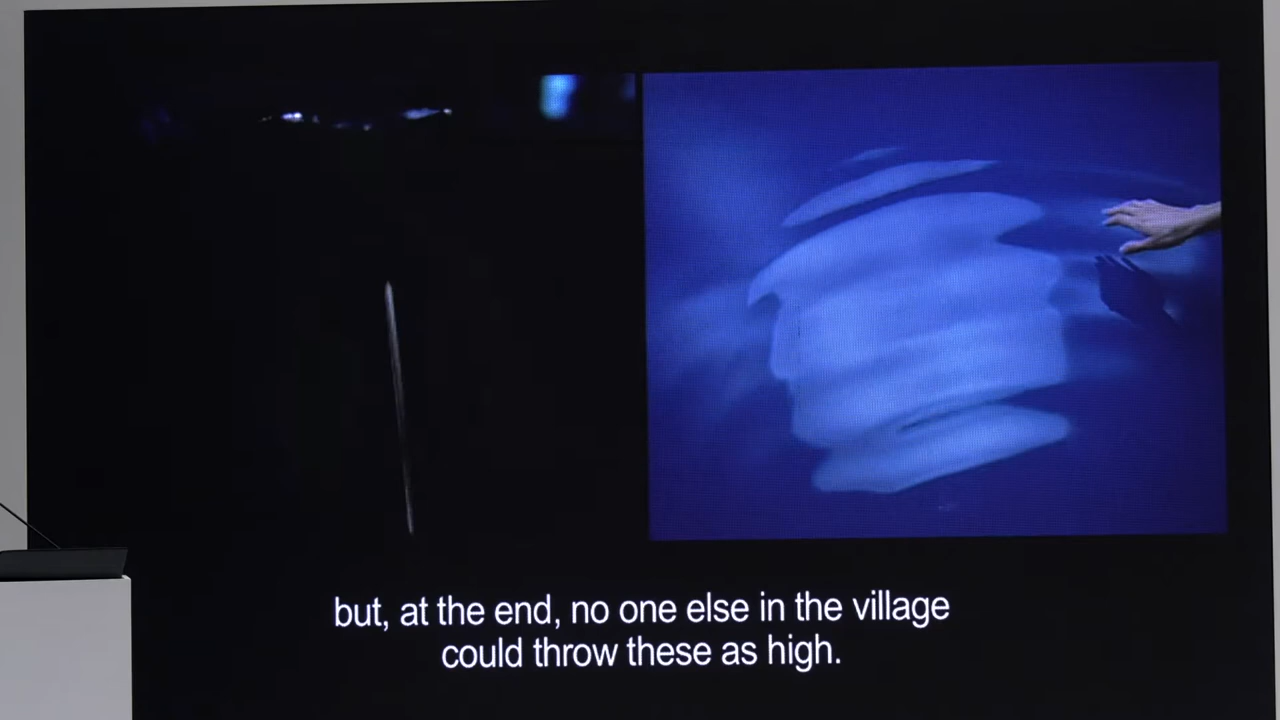 but, at the end, no one else in the village
could throw these as high.